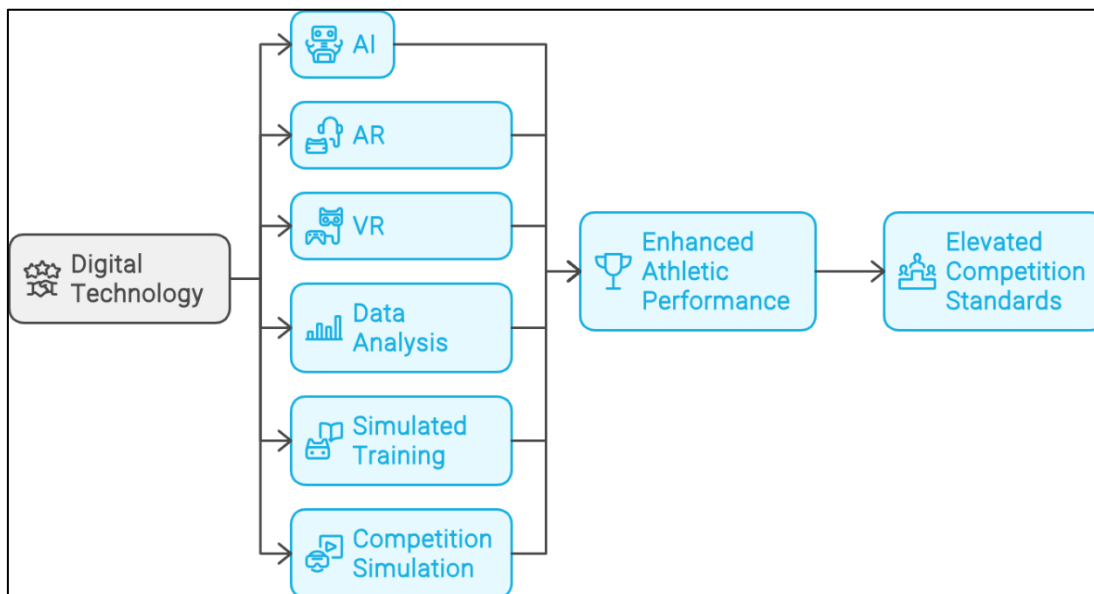 AI
AR
VR
Digital
Technology
Data
Analysis
Simulated
Training
Competition
Simulation
Enhanced
Athletic
Performance
Elevated
Competition
Standards